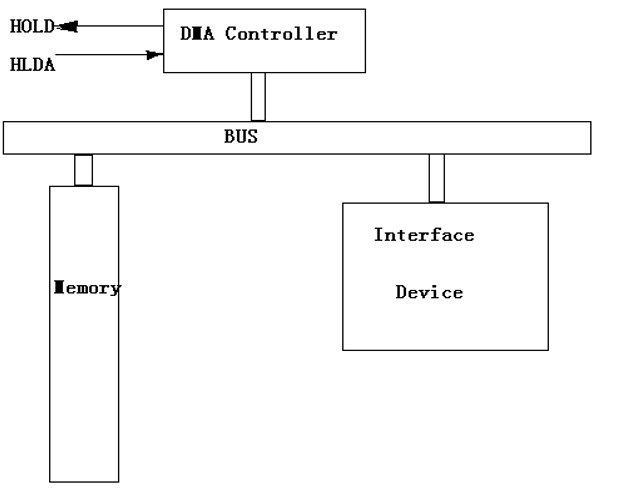 HOLD
DMA Controller
HLDA
BUS
Interface
Memory
Device